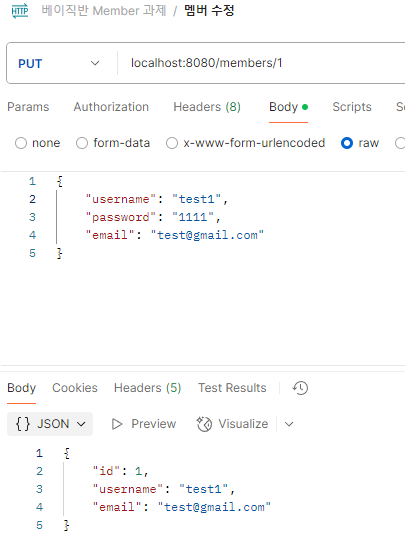 HTTP 베이직반 Member 과제 / 멤버 수정
PUT localhost:8080/members/1
Params Authorization Headers (8) Body Scripts
none form-data x-www-form-urlencoded raw
1 {
2 "username": "test1",
3 "password": "1111",
4 "email": "test@gmail.com"
5 }
Body Cookies Headers (5) Test Results
{} JSON Preview Visualize
1 {
2 "id": 1,
3 "username": "test1",
4 "email": "test@gmail.com"
5 }